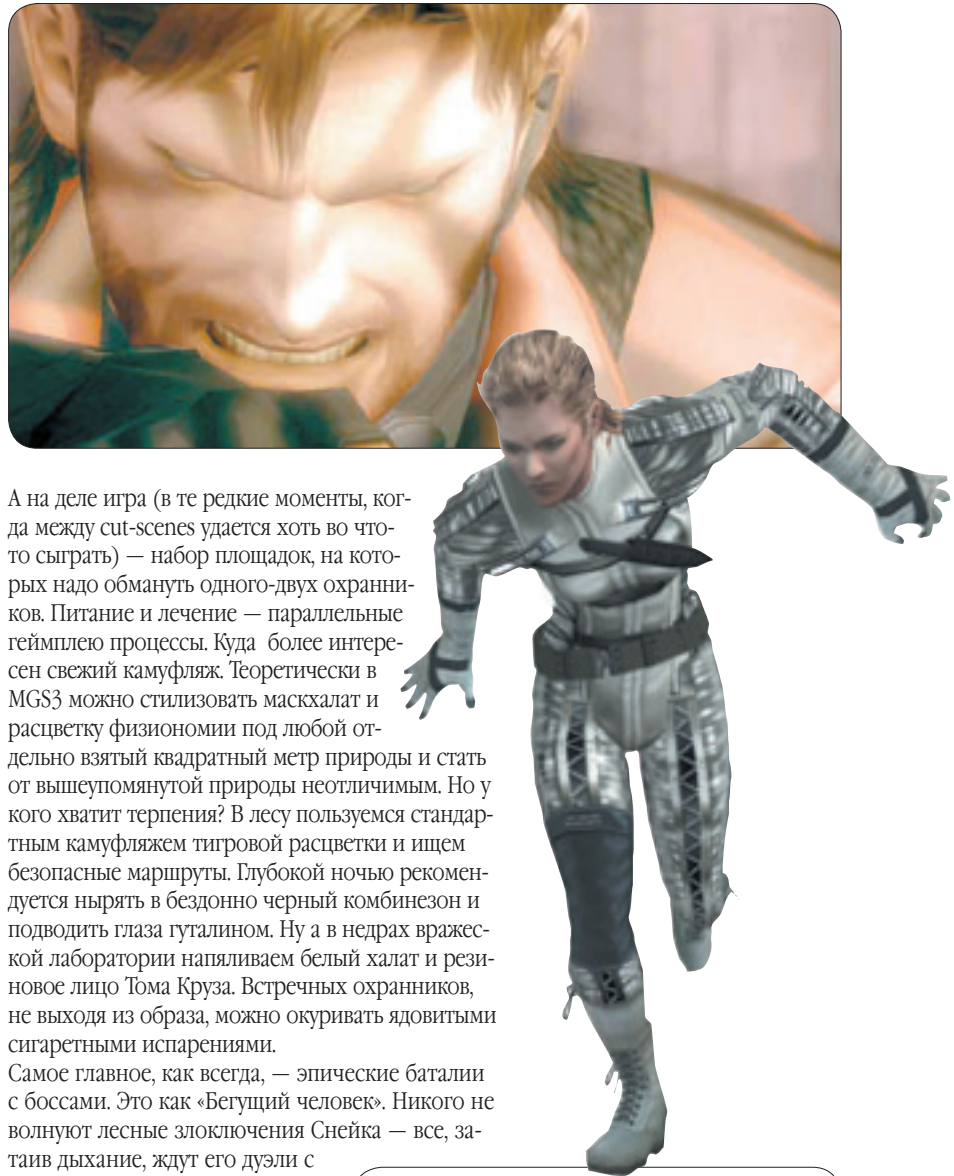 А на деле игра (в те редкие моменты, ког-
да между cut-scenes удается хоть во что-
то сыграть) — набор площадок, на кото-
рых надо обмануть одного-двух охранни-
ков. Питание и лечение — параллельные
геймплею процессы. Куда более интере-
сен свежий камуфляж. Теоретически в
MGS3 можно стилизовать маскхалат и
расцветку физиономии под любой от-
дельно взятый квадратный метр природы и стать
от вышеупомянутой природы неотличимым. Но у
кого хватит терпения? В лесу пользуемся стандар-
тным камуфляжем тигровой расцветки и ищем
безопасные маршруты. Глубокой ночью рекомен-
дуется нырять в бездонно черный комбинезон и
подводить глаза гуталином. Ну а в недрах вражес-
кой лаборатории напяливаем белый халат и рези-
новое лицо Тома Круза. Встречных охранников,
не выходя из образа, можно окуривать ядовитыми
сигаретными испарениями.
Самое главное, как всегда, — эпические баталии
с боссами. Это как «Бегущий человек». Никого не
волнуют лесные злоключения Снейка — все, за-
таив дыхание, ждут его дуэли с